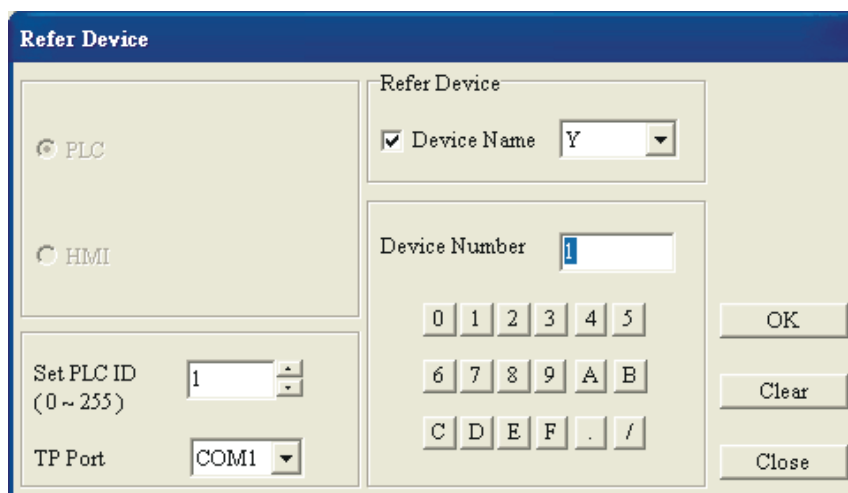 Refer Device
PLC
HMI
Set PLC ID
(0 ~ 255)
1
TP Port
COM1
Refer Device
Device Name
Y
Device Number
1
0 1 2 3 4 5
6 7 8 9 A B
C D E F . /
OK
Clear
Close